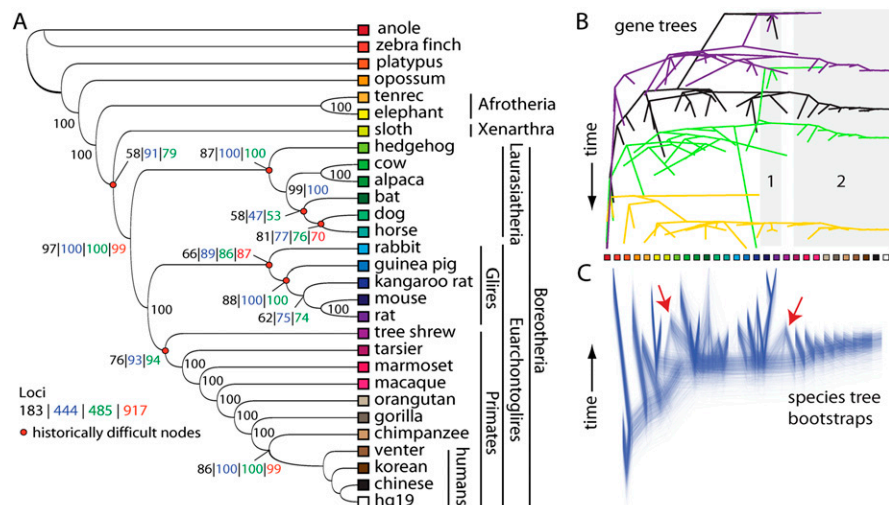 A
anole
zebra finch
platypus
opossum
tenrec
elephant
sloth
hedgehog
cow
alpaca
bat
dog
horse
rabbit
guinea pig
kangaroo rat
mouse
rat
tree shrew
tarsier
marmoset
macaque
orangutan
gorilla
chimpanzee
venter
korean
chinese
hg19
100
100
100
100
58|91|79
87|100|100
100
99|100
58|47|53
81|77|76|70
97|100|100|99
66|89|86|87
88|100|100
62|75|74
100
100
76|93|94
100
100
100
100
100
86|100|100|99
Loci
183 | 444 | 485 | 917
historically difficult nodes
Afrotheria
Xenarthra
Laurasiatheria
Glires
Primates
humans
Euarchontoglires
Boreotheria
B
gene trees
time
1
2
C
time
species tree
bootstraps